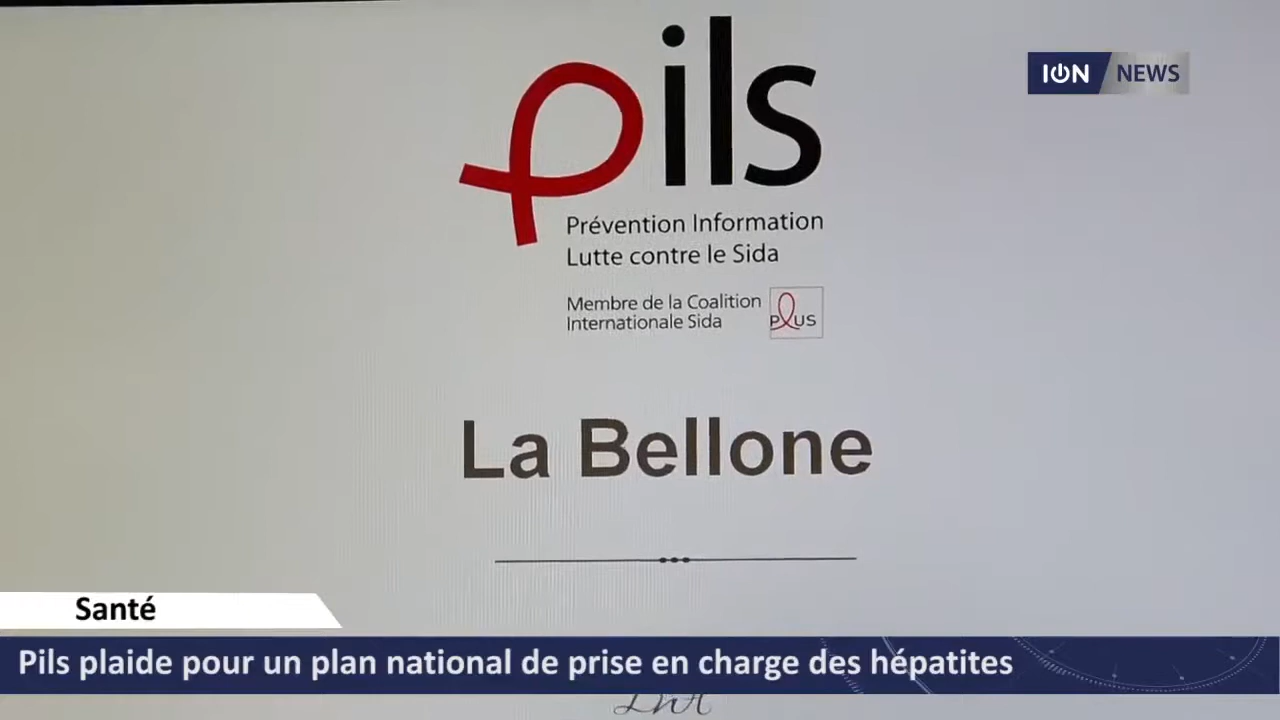 pils
ION NEWS
Prévention Information
Lutte contre le Sida
Membre de la Coalition
Internationale Sida
PLUS
La Bellone
Santé
Pils plaide pour un plan national de prise en charge des hépatites